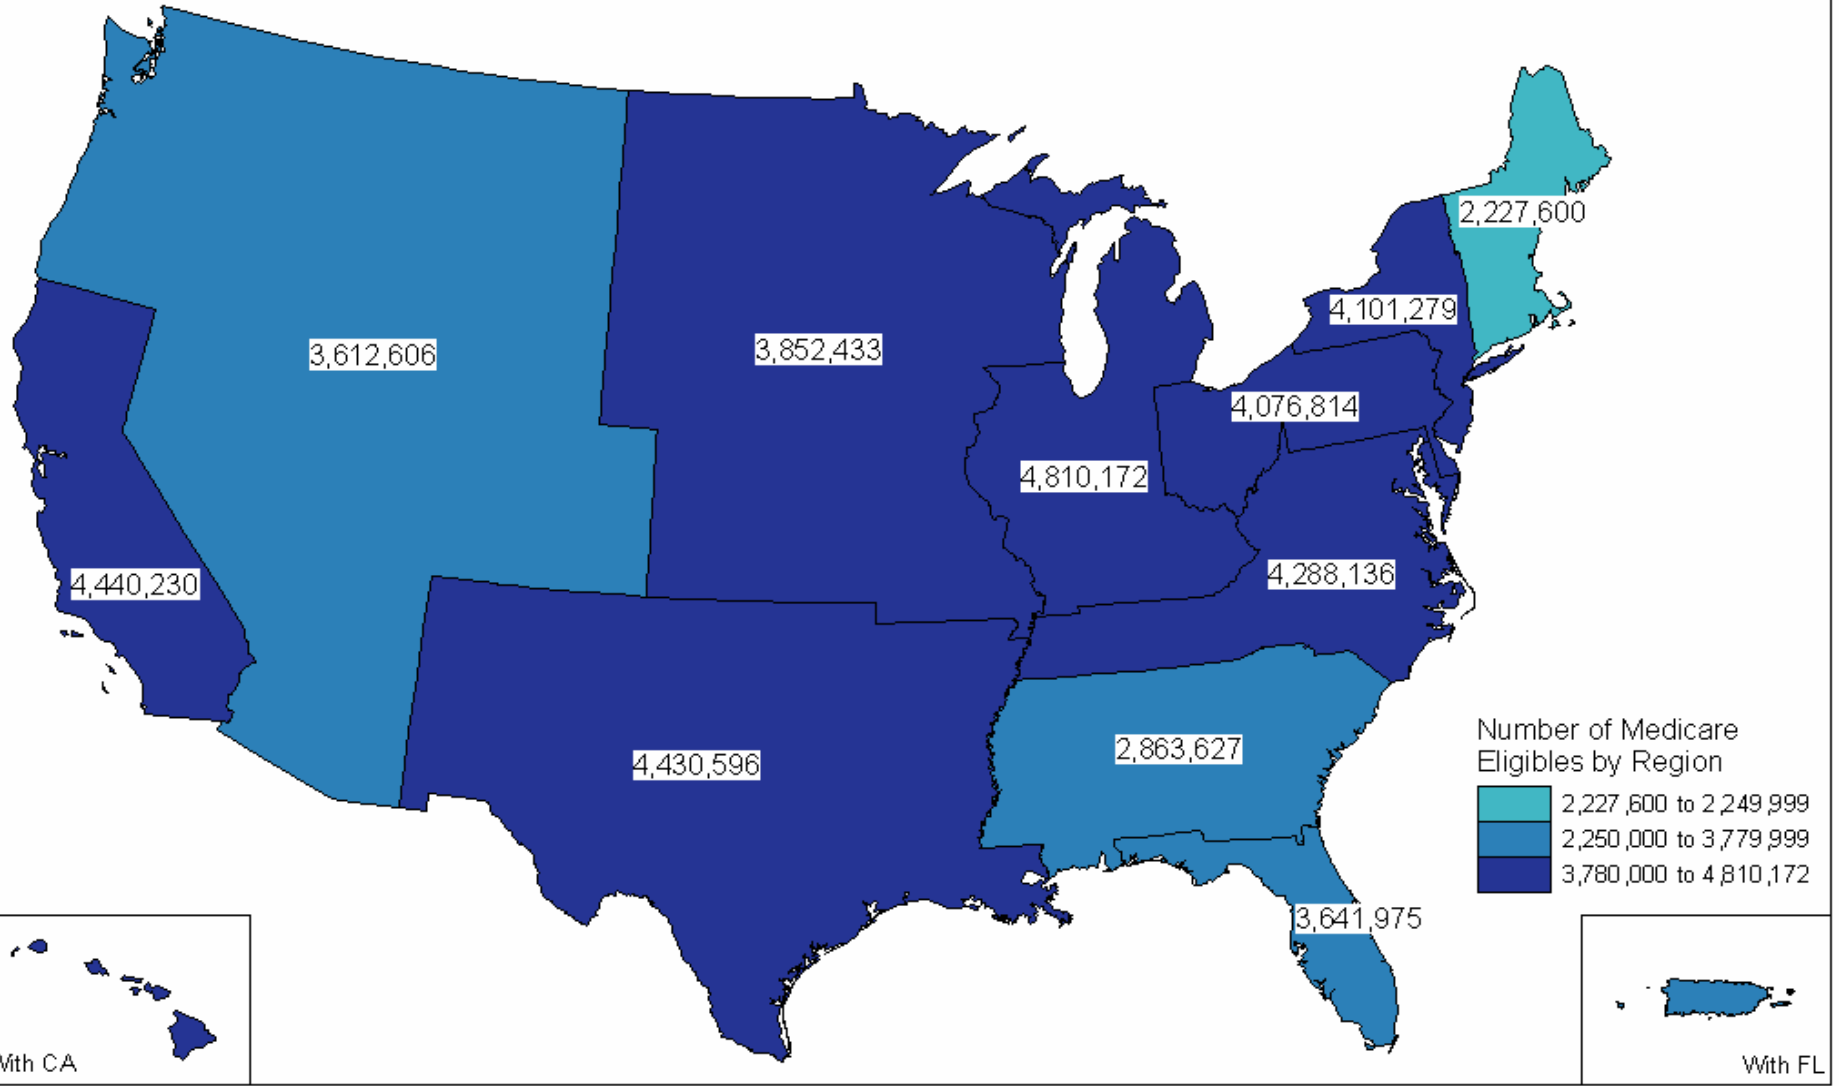 2,227,600
4,101,279
3,612,606
3,852,433
4,076,814
4,810,172
4,440,230
4,288,136
4,430,596
2,863,627
3,641,975
Number of Medicare
Eligibles by Region
2,227,600 to 2,249,999
2,250,000 to 3,779,999
3,780,000 to 4,810,172
With CA
With FL